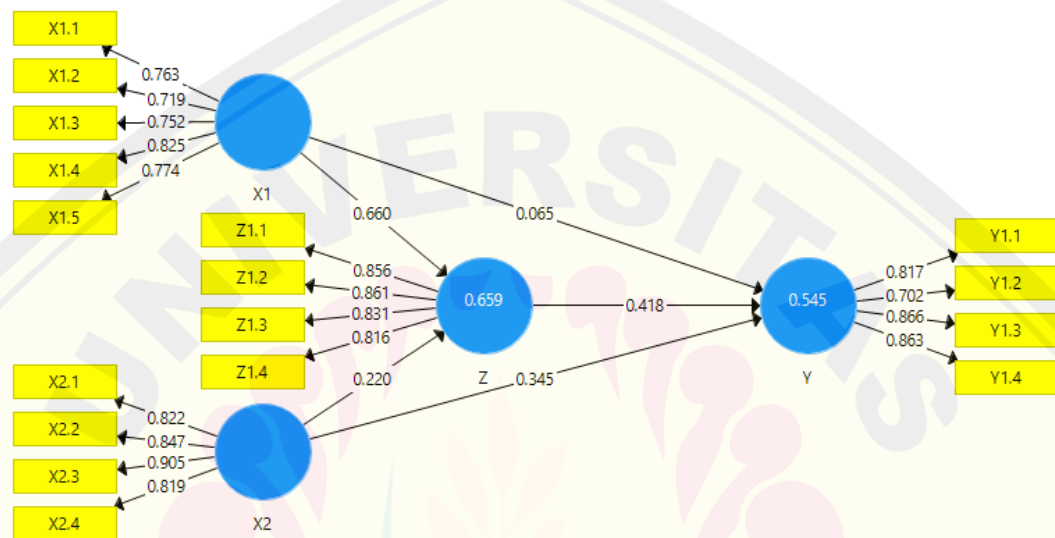 UNIVERSITAS
X1.1
X1.2
X1.3
X1.4
X1.5
0.763
0.719
0.752
0.825
0.774
X1
0.660
0.065
Z1.1
Z1.2
Z1.3
Z1.4
0.856
0.861
0.831
0.816
0.659
Z
0.418
0.545
Y
0.817
0.702
0.866
0.863
Y1.1
Y1.2
Y1.3
Y1.4
0.220
0.345
X2.1
X2.2
X2.3
X2.4
0.822
0.847
0.905
0.819
X2